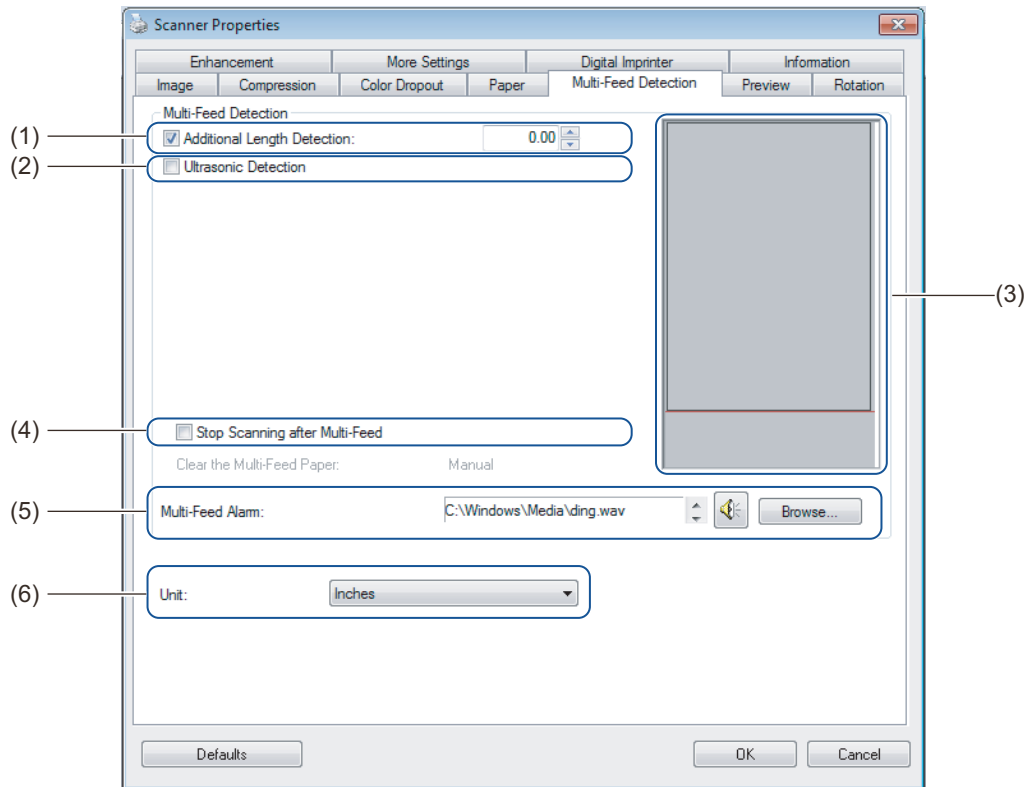 Scanner Properties
Enhancement More Settings Digital Imprinter Information
Image Compression Color Dropout Paper Multi-Feed Detection Preview Rotation
Multi-Feed Detection
(1) Additional Length Detection: 0.00
(2) Ultrasonic Detection
(3)
(4) Stop Scanning after Multi-Feed
Clear the Multi-Feed Paper: Manual
(5) Multi-Feed Alarm: C:\Windows\Media\ding.wav Browse...
(6) Unit: Inches
Defaults OK Cancel